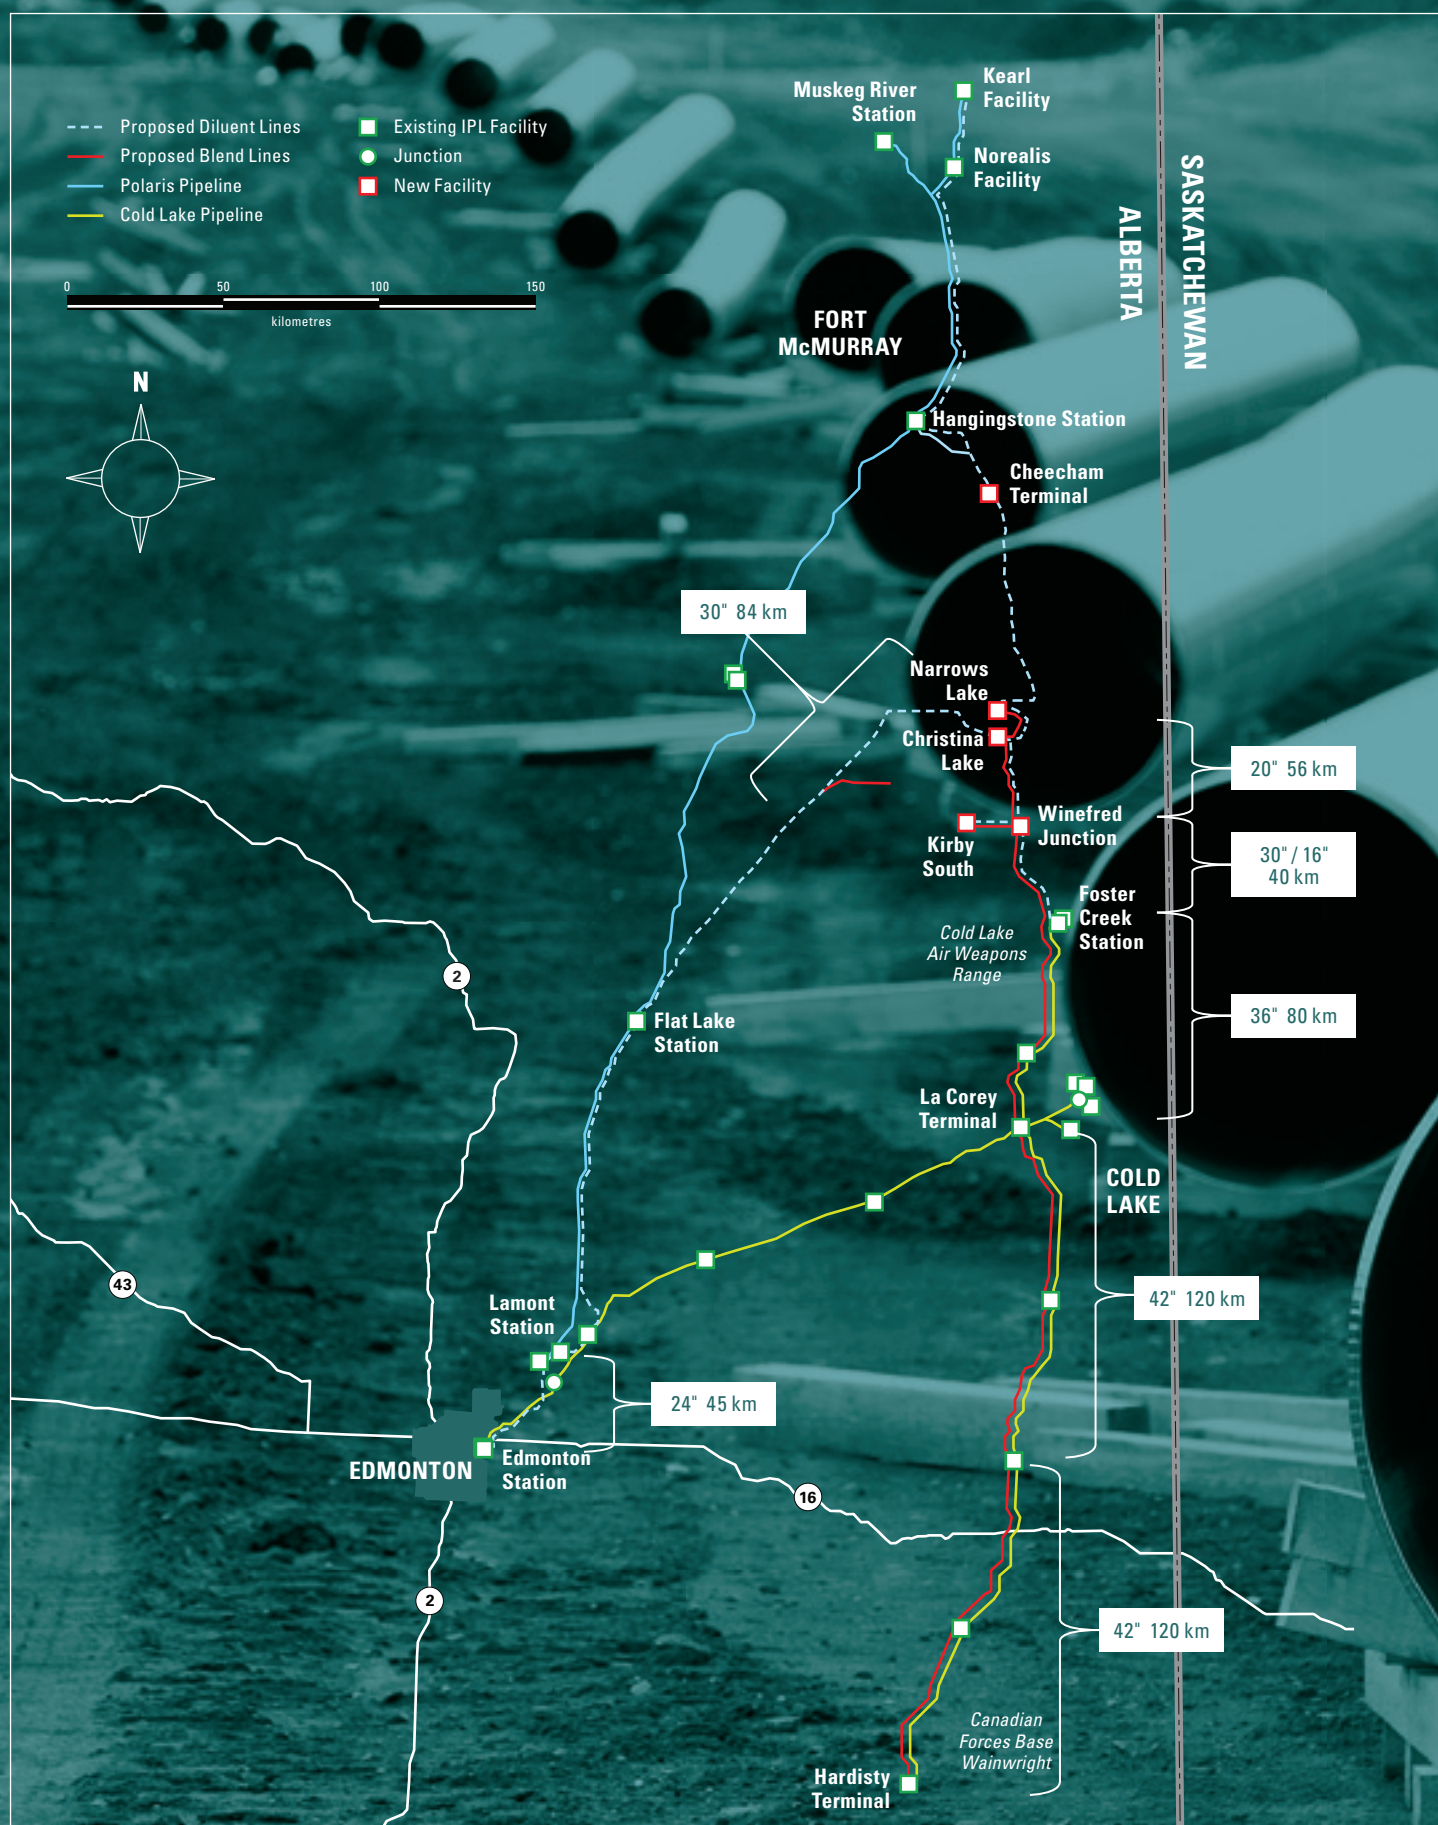 Proposed Diluent Lines
Proposed Blend Lines
Polaris Pipeline
Cold Lake Pipeline
Existing IPL Facility
Junction
New Facility
0 50 100 150
kilometres
N
Muskeg River
Station
Kearl
Facility
Norealis
Facility
SASKATCHEWAN
ALBERTA
FORT
McMURRAY
Hangingstone Station
Cheecham
Terminal
30" 84 km
Narrows
Lake
Christina
Lake
20" 56 km
Winefred
Junction
Kirby
South
30" / 16"
40 km
Foster
Creek
Station
Cold Lake
Air Weapons
Range
2
36" 80 km
Flat Lake
Station
La Corey
Terminal
COLD
LAKE
43
42" 120 km
Lamont
Station
24" 45 km
EDMONTON
Edmonton
Station
16
2
42" 120 km
Canadian
Forces Base
Wainwright
Hardisty
Terminal